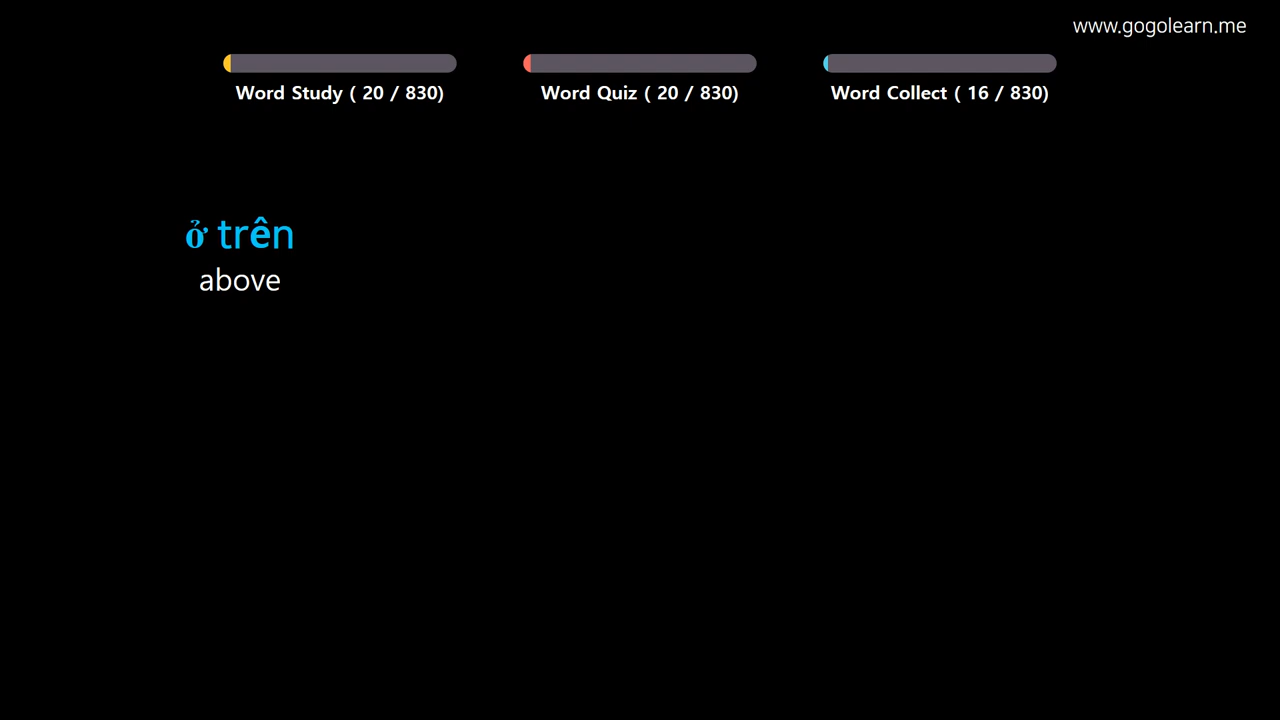 www.gogolearn.me
Word Study ( 20 / 830)
Word Quiz ( 20 / 830)
Word Collect ( 16 / 830)
ở trên
above